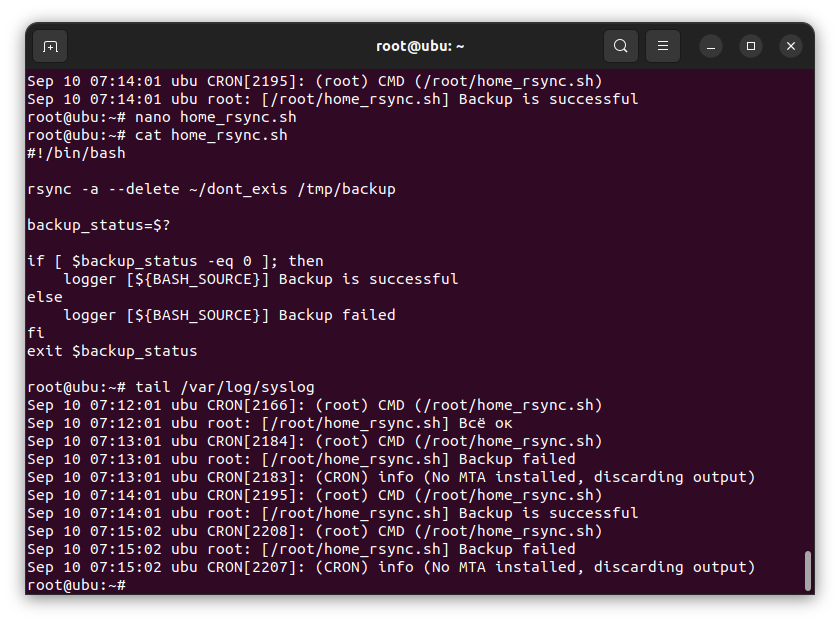 root@ubu: ~
Sep 10 07:14:01 ubu CRON[2195]: (root) CMD (/root/home_rsync.sh)
Sep 10 07:14:01 ubu root: [/root/home_rsync.sh] Backup is successful
root@ubu:~# nano home_rsync.sh
root@ubu:~# cat home_rsync.sh
#!/bin/bash
rsync -a --delete ~/dont_exis /tmp/backup
backup_status=$?
if [ $backup_status -eq 0 ]; then
    logger [${BASH_SOURCE}] Backup is successful
else
    logger [${BASH_SOURCE}] Backup failed
fi
exit $backup_status
root@ubu:~# tail /var/log/syslog
Sep 10 07:12:01 ubu CRON[2166]: (root) CMD (/root/home_rsync.sh)
Sep 10 07:12:01 ubu root: [/root/home_rsync.sh] Всё ок
Sep 10 07:13:01 ubu CRON[2184]: (root) CMD (/root/home_rsync.sh)
Sep 10 07:13:01 ubu root: [/root/home_rsync.sh] Backup failed
Sep 10 07:13:01 ubu CRON[2183]: (CRON) info (No MTA installed, discarding output)
Sep 10 07:14:01 ubu CRON[2195]: (root) CMD (/root/home_rsync.sh)
Sep 10 07:14:01 ubu root: [/root/home_rsync.sh] Backup is successful
Sep 10 07:15:02 ubu CRON[2208]: (root) CMD (/root/home_rsync.sh)
Sep 10 07:15:02 ubu root: [/root/home_rsync.sh] Backup failed
Sep 10 07:15:02 ubu CRON[2207]: (CRON) info (No MTA installed, discarding output)
root@ubu:~#